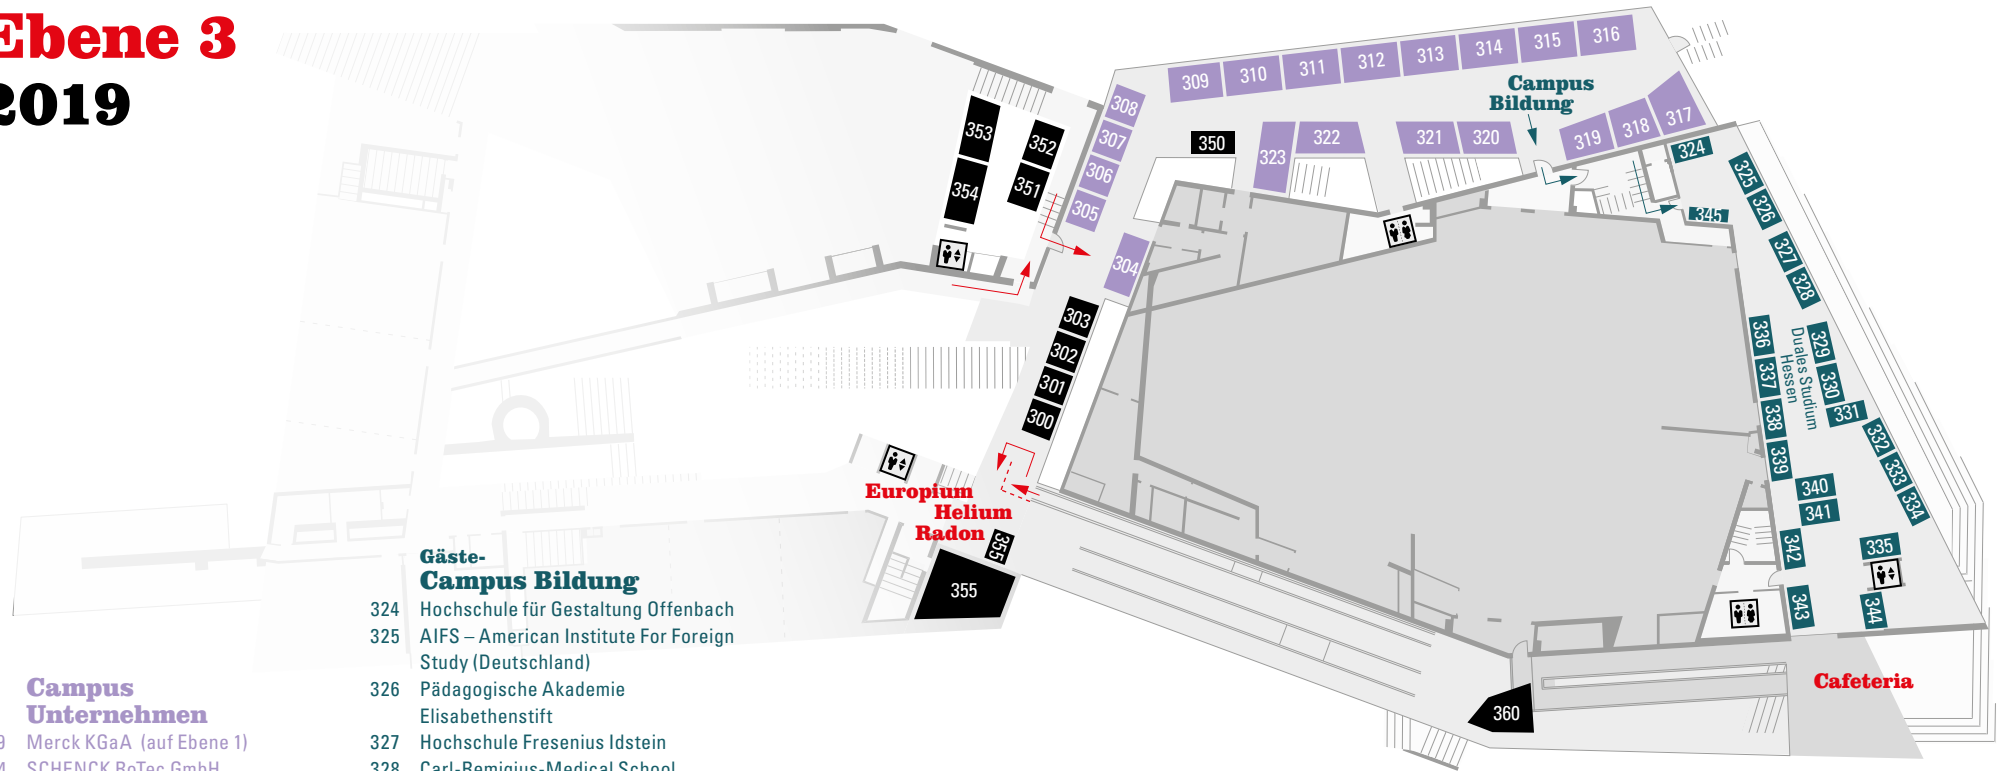 Ebene 3
2019
353
352
354
351
308
307
306
305
304
303
302
301
300
309
310
311
312
313
314
315
316
Campus
Bildung
350
323
322
321
320
319
318
317
324
325
326
345
327
328
336
337
338
339
Duales Studium
Hessen
329
330
331
332
333
334
340
341
342
343
335
344
Europium
Helium
Radon
355
355
360
Cafeteria
Gäste-
Campus Bildung
324 Hochschule für Gestaltung Offenbach
325 AIFS – American Institute For Foreign
Study (Deutschland)
326 Pädagogische Akademie
Elisabethenstift
327 Hochschule Fresenius Idstein
328 Carl-Remigius-Medical School
Campus
Unternehmen
9 Merck KGaA (auf Ebene 1)
4 SCHENCK RoTec GmbH